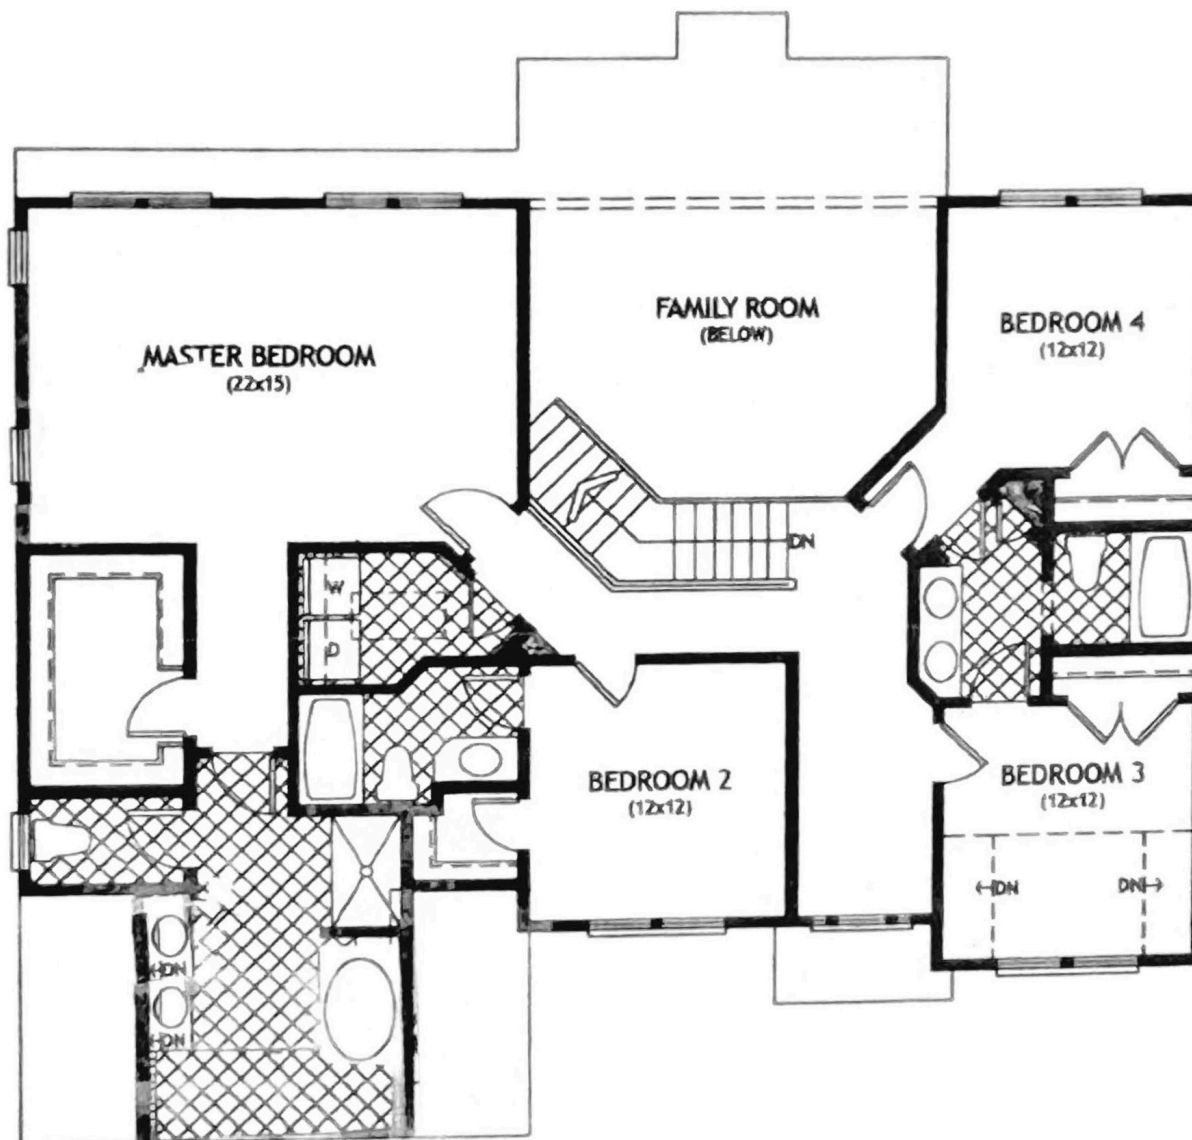 FAMILY ROOM
(BELOW)
BEDROOM 4
(12x12)
MASTER BEDROOM
(22x15)
DN
W
D
BEDROOM 2
(12x12)
BEDROOM 3
(12x12)
DN
DN
DN
DN